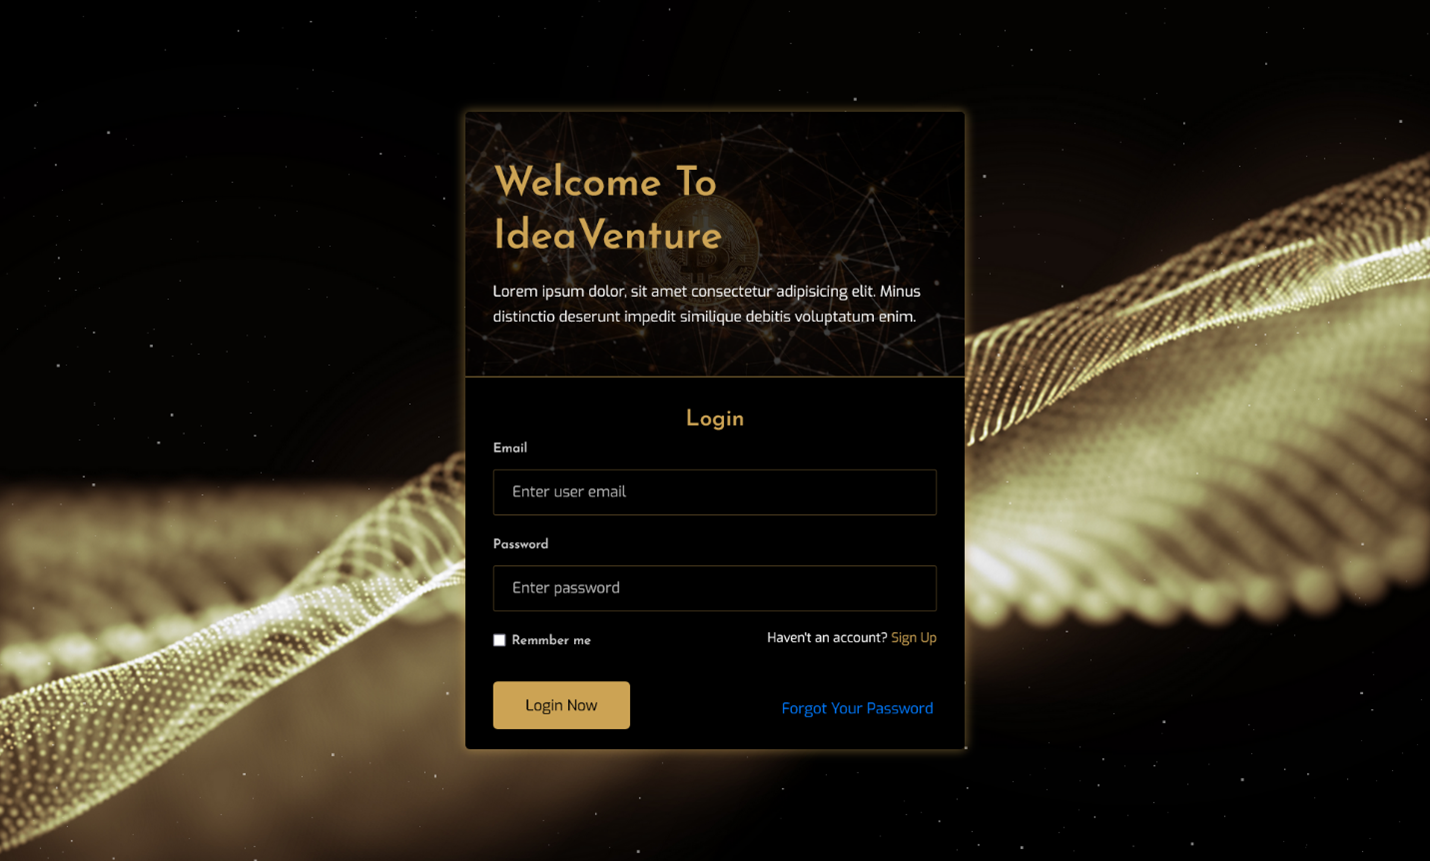 Welcome To
IdeaVenture
Lorem ipsum dolor, sit amet consectetur adipisicing elit. Minus
distinctio deserunt impedit similique debitis voluptatum enim.
Login
Email
Enter user email
Password
Enter password
Remmber me
Haven't an account? Sign Up
Login Now
Forgot Your Password